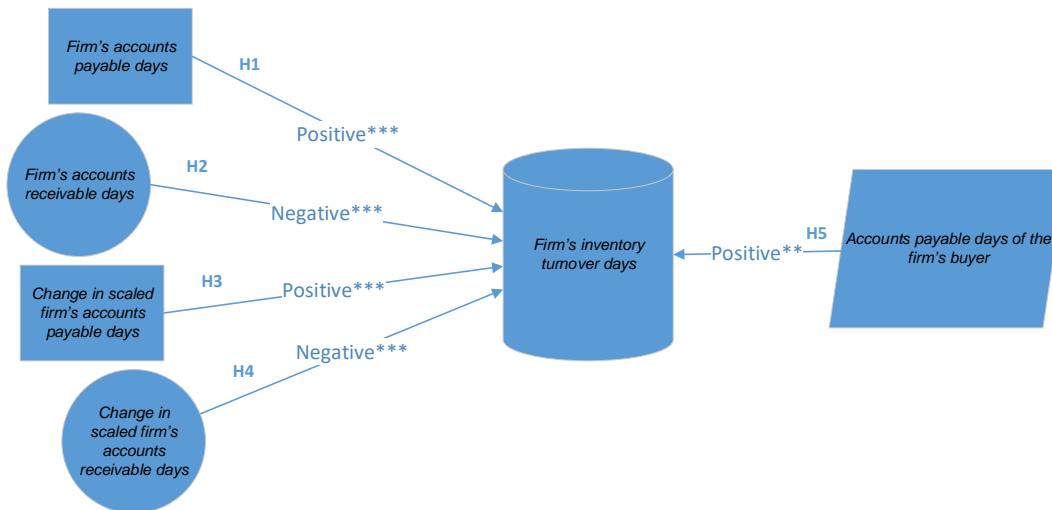 Firm's accounts
payable days
H1
Positive***
Firm's accounts
receivable days
H2
Negative***
Change in scaled
firm's accounts
payable days
H3
Positive***
Change in
scaled firm's
accounts
receivable days
H4
Negative***
Firm's inventory
turnover days
Positive**
H5
Accounts payable days of the
firm's buyer